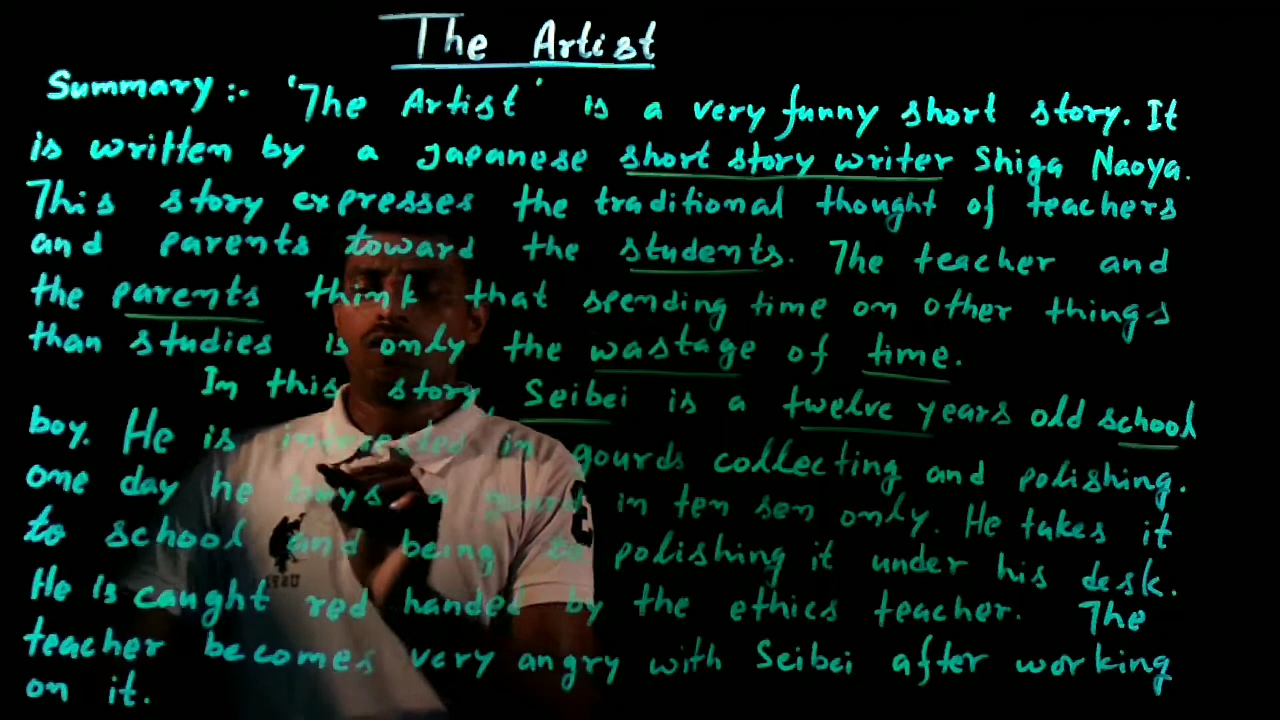 The Artist
Summary:- 'The Artist' is a very funny short story. It
is written by a Japanese short story writer Shiga Naoya.
This story expresses the traditional thought of teachers
and parents toward the students. The teacher and
the parents think that spending time on other things
than studies is only the wastage of time.
In this story, Seibei is a twelve years old school
boy. He is interested in gourds collecting and polishing.
one day he buys a gourd in ten sen only. He takes it
to school and being to polishing it under his desk.
He is caught red handed by the ethics teacher. The
teacher becomes very angry with Seibei after working
on it.